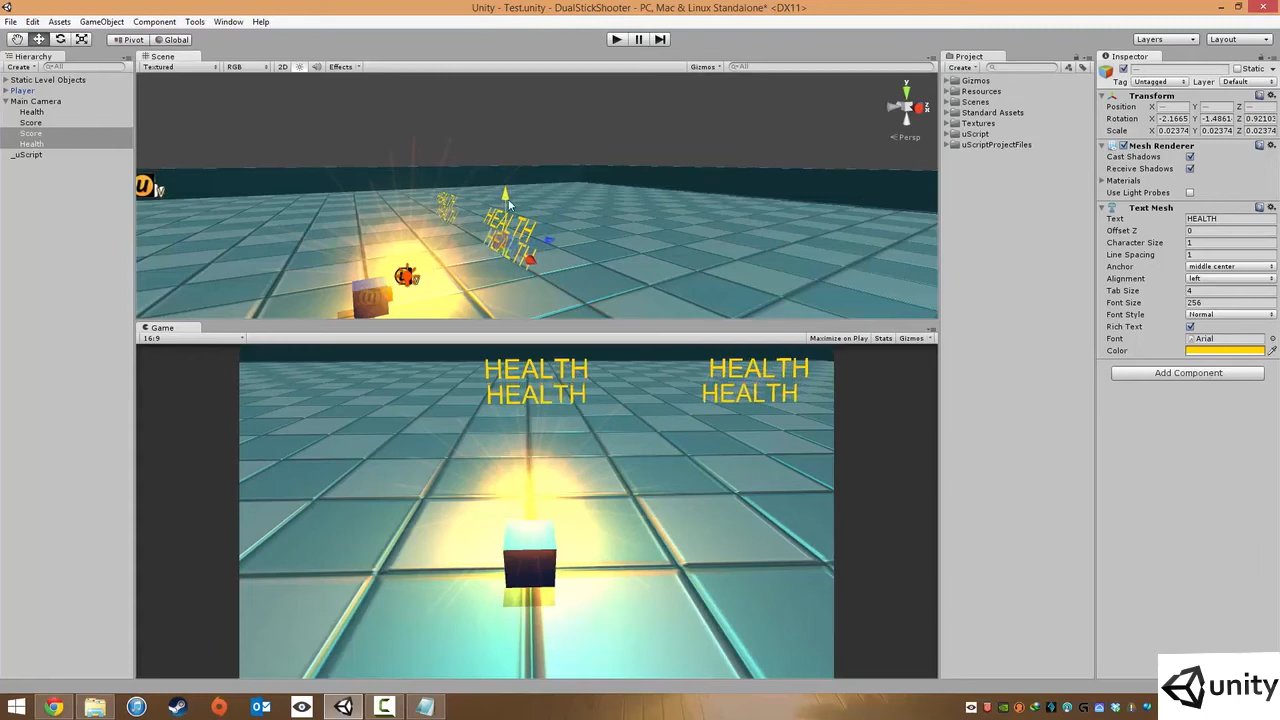 Unity - Test.unity - DualStickShooter - PC, Mac & Linux Standalone* <DX11>
File Edit Assets GameObject Component Tools Window Help
Pivot Global Layers Layout
Hierarchy
Create All
Static Level Objects
Player
Main Camera
Health
Score
Score
Health
_uScript
Scene
Textured RGB 2D Effects Gizmos All
y
x
z
Persp
HEALTH
HEALTH
HEALTH
HEALTH
Game
16:9 Maximize on Play Stats Gizmos
HEALTH HEALTH
HEALTH HEALTH
Project
Create
Gizmos
Resources
Scenes
Standard Assets
Textures
uScript
uScriptProjectFiles
Inspector
— Static
Tag Untagged Layer Default
Transform
Position X — Y — Z —
Rotation X -2.1665 Y -1.4861 Z 0.92103
Scale X 0.02374 Y 0.02374 Z 0.02374
Mesh Renderer
Cast Shadows
Receive Shadows
Materials
Use Light Probes
Text Mesh
Text HEALTH
Offset Z 0
Character Size 1
Line Spacing 1
Anchor middle center
Alignment left
Tab Size 4
Font Size 256
Font Style Normal
Rich Text
Font Arial
Color
Add Component
unity